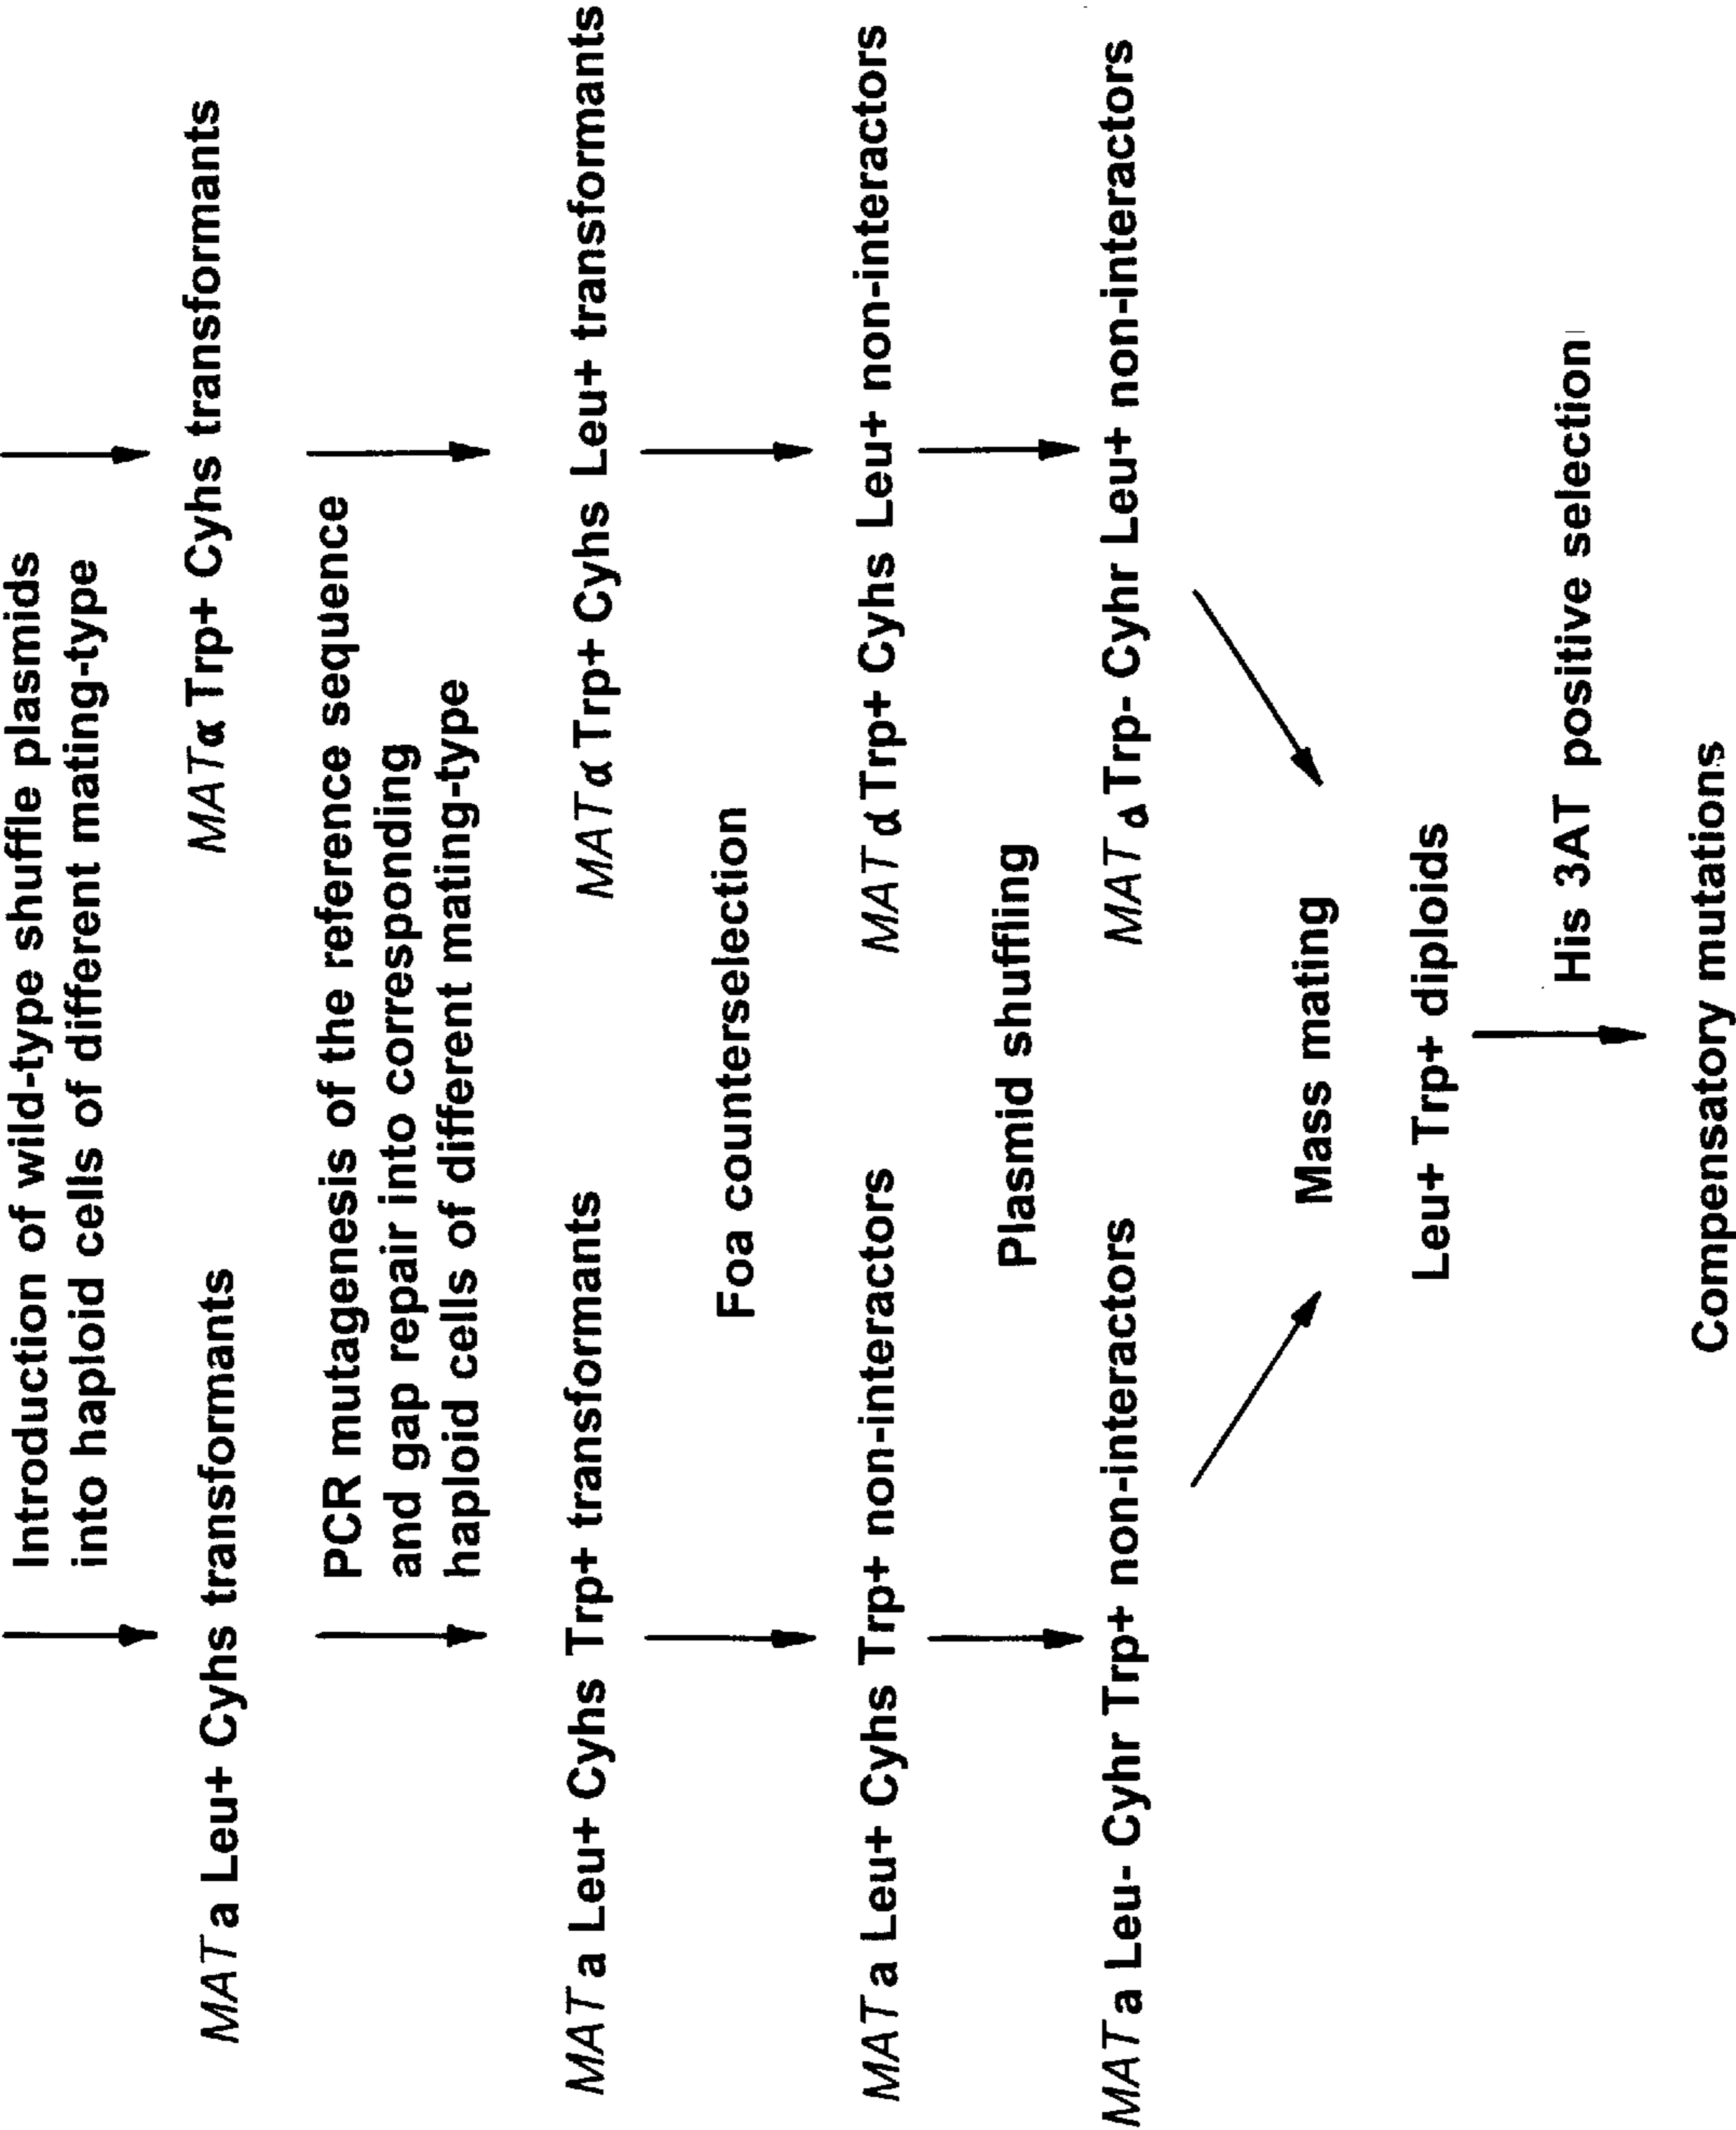 Introduction of wild-type shuffle plasmids
into haploid cells of different mating-type
MATa Leu+ Cyhs transformants
MATα Trp+ Cyhs transformants
PCR mutagenesis of the reference sequence
and gap repair into corresponding
haploid cells of different mating-type
MATa Leu+ Cyhs Trp+ transformants
MATα Trp+ Cyhs Leu+ transformants
Foa counterselection
MATa Leu+ Cyhs Trp+ non-interactors
MATα Trp+ Cyhs Leu+ non-interactors
Plasmid shuffling
MATa Leu- Cyhr Trp+ non-interactors
MATα Trp- Cyhr Leu+ non-interactors
Mass mating
Leu+ Trp+ diploids
His 3AT positive selection
Compensatory mutations